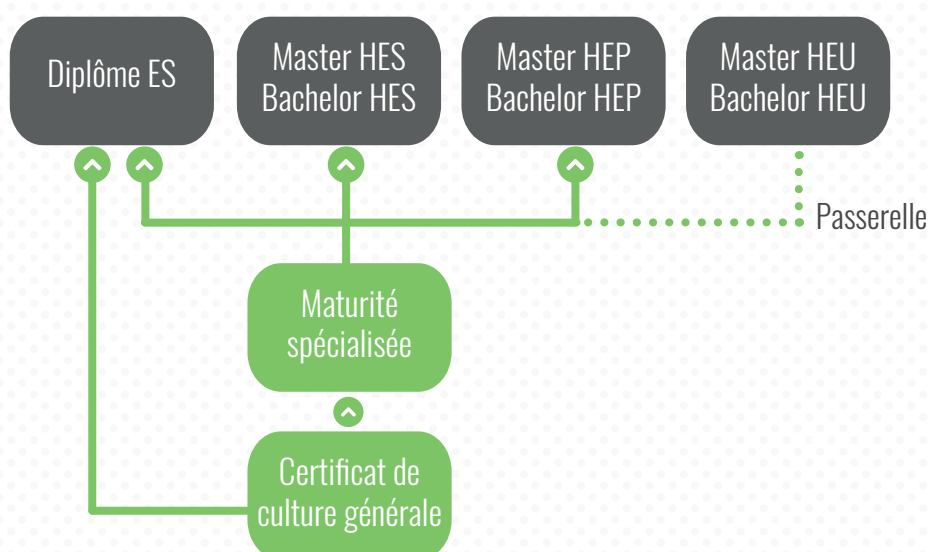 Diplôme ES
Master HES
Bachelor HES
Master HEP
Bachelor HEP
Master HEU
Bachelor HEU
Passerelle
Maturité
spécialisée
Certificat de
culture générale